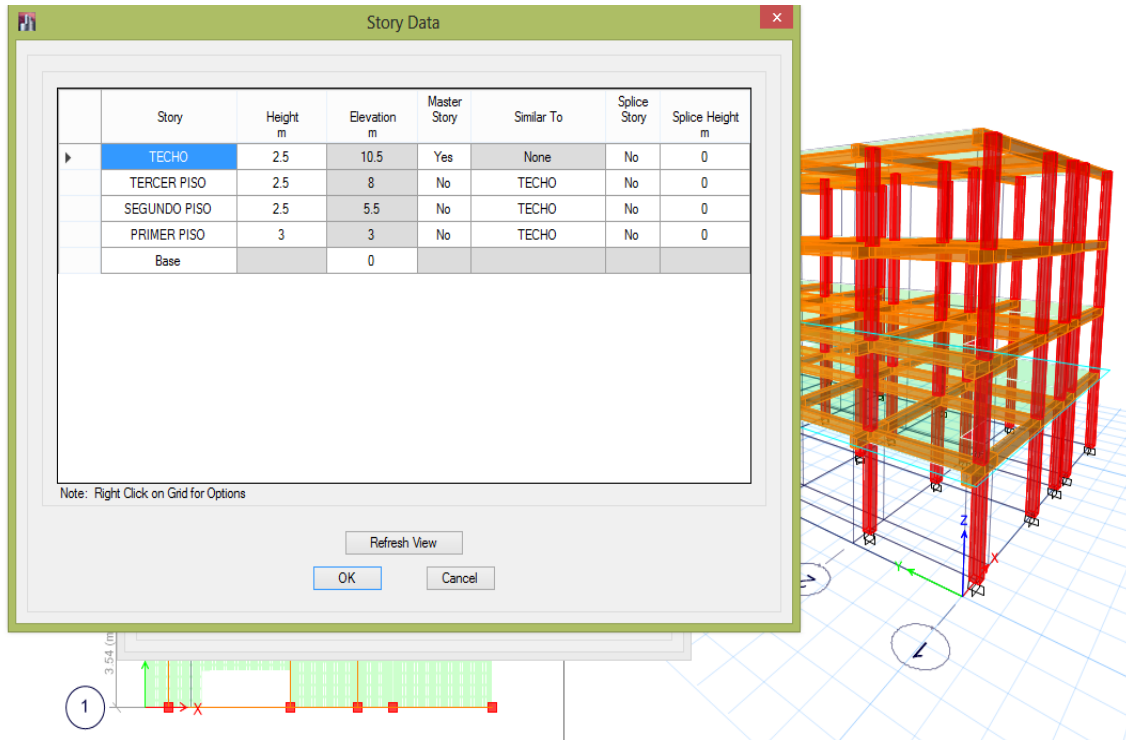 Story Data
Story Height m Elevation m Master Story Similar To Splice Story Splice Height m
TECHO 2.5 10.5 Yes None No 0
TERCER PISO 2.5 8 No TECHO No 0
SEGUNDO PISO 2.5 5.5 No TECHO No 0
PRIMER PISO 3 3 No TECHO No 0
Base 0
Note: Right Click on Grid for Options
Refresh View
OK Cancel
Z
X
Y
2
1
3.54 (m
1
X